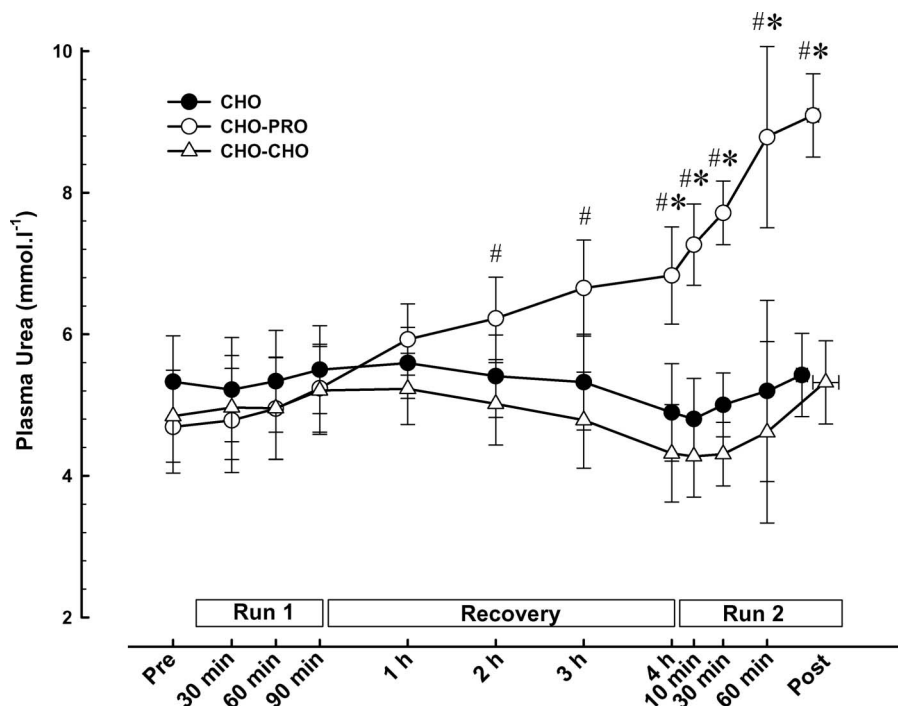 Plasma Urea (mmol.l⁻¹)
10
8
6
4
2
CHO
CHO-PRO
CHO-CHO
#
#
#*
#*
#*
#*
#*
Run 1
Recovery
Run 2
Pre
30 min
60 min
90 min
1 h
2 h
3 h
4 h
10 min
30 min
60 min
Post